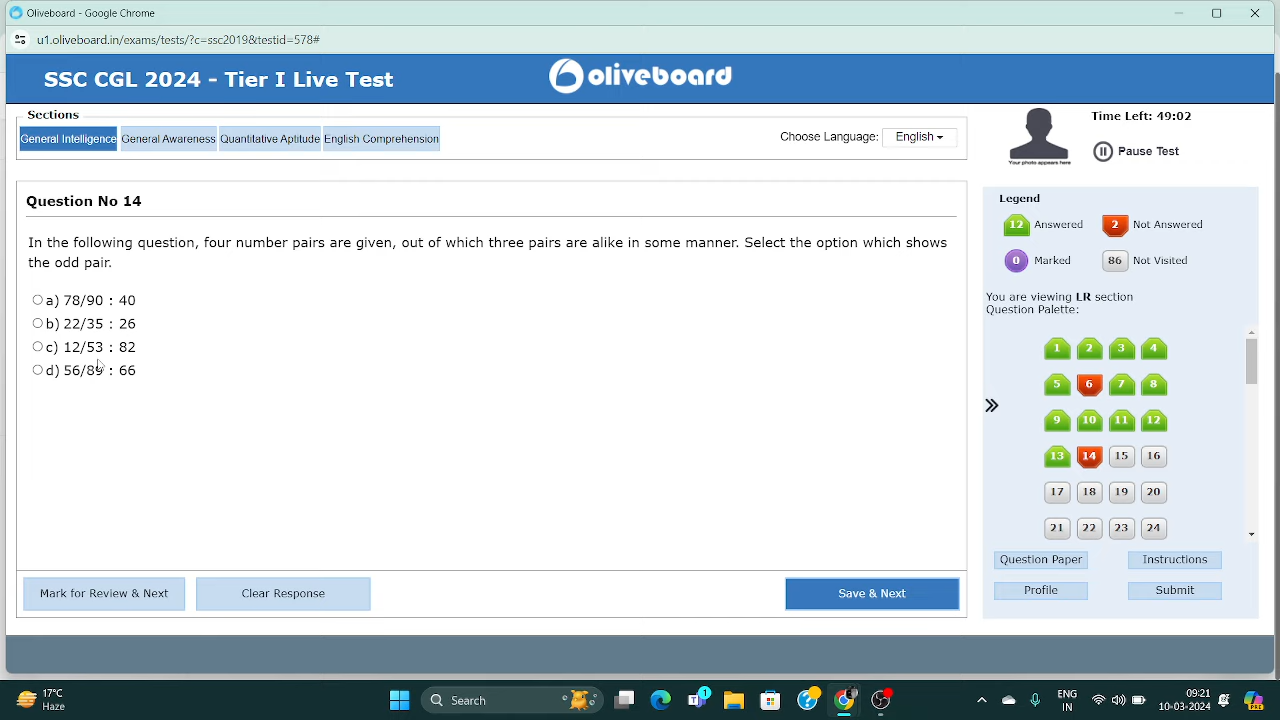 Oliveboard - Google Chrome
u1.oliveboard.in/exams/tests/?c=ssc2019&testid=578#
SSC CGL 2024 - Tier I Live Test
oliveboard
Sections
General Intelligence General Awareness Quantitative Aptitude English Comprehension
Choose Language: English
Your photo appears here
Time Left: 49:02
Pause Test
Question No 14
In the following question, four number pairs are given, out of which three pairs are alike in some manner. Select the option which shows
the odd pair.
a) 78/90 : 40
b) 22/35 : 26
c) 12/53 : 82
d) 56/89 : 66
Mark for Review & Next
Clear Response
Save & Next
Legend
12 Answered 2 Not Answered
0 Marked 86 Not Visited
You are viewing LR section
Question Palette:
1 2 3 4
5 6 7 8
9 10 11 12
13 14 15 16
17 18 19 20
21 22 23 24
Question Paper Instructions
Profile Submit
17°C
Haze
Search
1
ENG
IN
09:21
10-03-2024